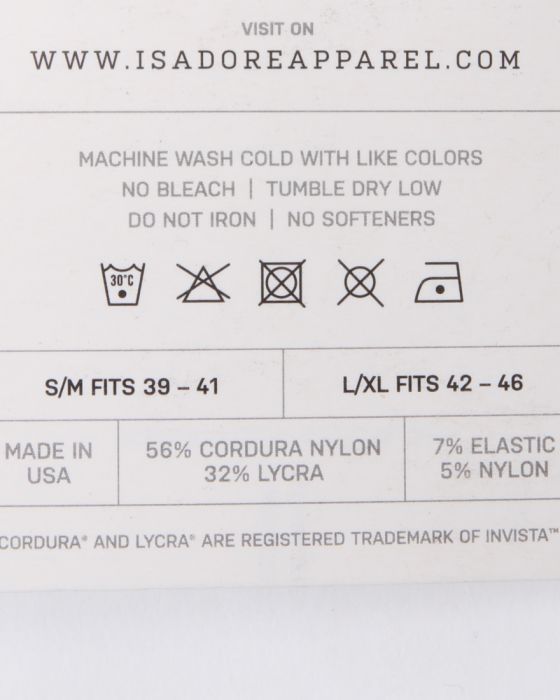 VISIT ON
WWW.ISADOREAPPAREL.COM
MACHINE WASH COLD WITH LIKE COLORS
NO BLEACH | TUMBLE DRY LOW
DO NOT IRON | NO SOFTENERS
30°C
S/M FITS 39 – 41
L/XL FITS 42 – 46
MADE IN
USA
56% CORDURA NYLON
32% LYCRA
7% ELASTIC
5% NYLON
CORDURA® AND LYCRA® ARE REGISTERED TRADEMARK OF INVISTA™